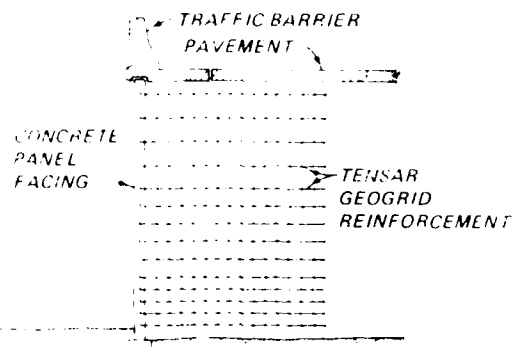 TRAFFIC BARRIER
PAVEMENT
CONCRETE
PANEL
FACING
TENSAR
GEOGRID
REINFORCEMENT